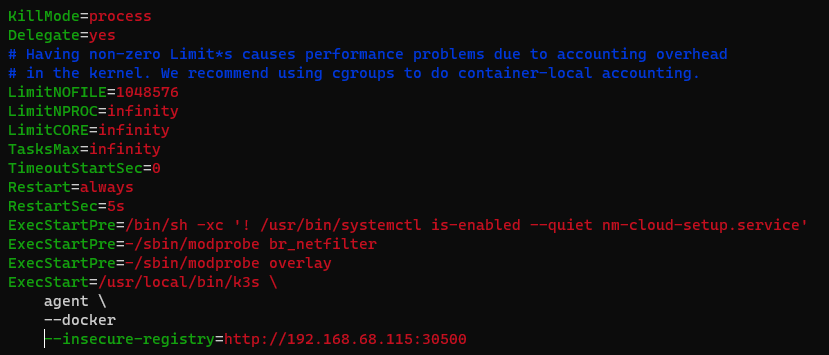 KillMode=process
Delegate=yes
# Having non-zero Limit*s causes performance problems due to accounting overhead
# in the kernel. We recommend using cgroups to do container-local accounting.
LimitNOFILE=1048576
LimitNPROC=infinity
LimitCORE=infinity
TasksMax=infinity
TimeoutStartSec=0
Restart=always
RestartSec=5s
ExecStartPre=/bin/sh -xc '! /usr/bin/systemctl is-enabled --quiet nm-cloud-setup.service'
ExecStartPre=-/sbin/modprobe br_netfilter
ExecStartPre=-/sbin/modprobe overlay
ExecStart=/usr/local/bin/k3s \
    agent \
    --docker
    --insecure-registry=http://192.168.68.115:30500